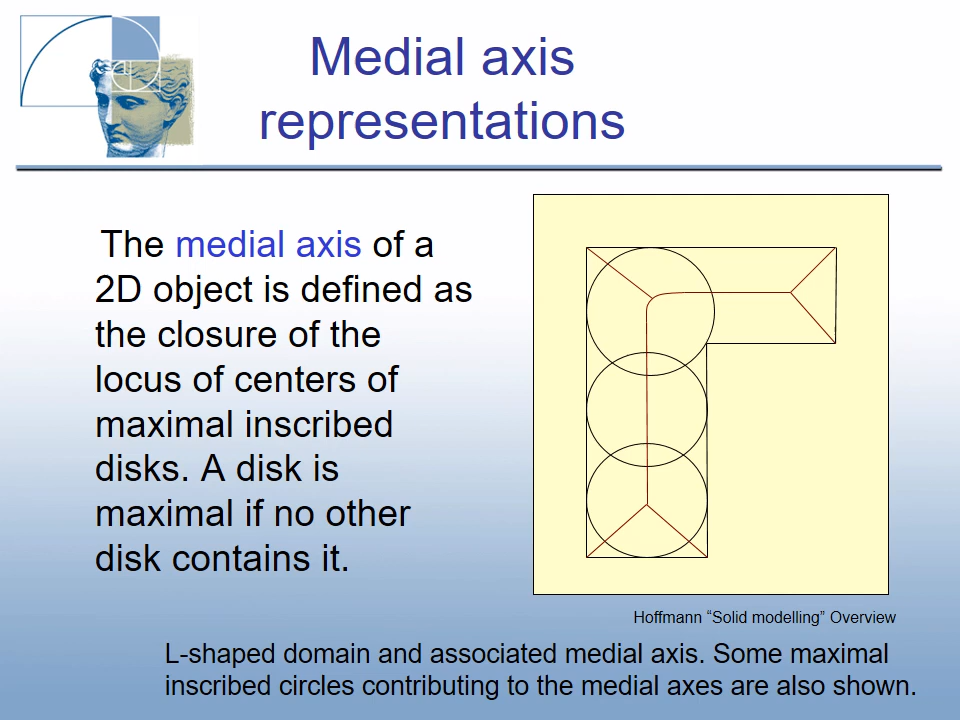 Medial axis
representations
The medial axis of a
2D object is defined as
the closure of the
locus of centers of
maximal inscribed
disks. A disk is
maximal if no other
disk contains it.
Hoffmann “Solid modelling” Overview
L-shaped domain and associated medial axis. Some maximal
inscribed circles contributing to the medial axes are also shown.